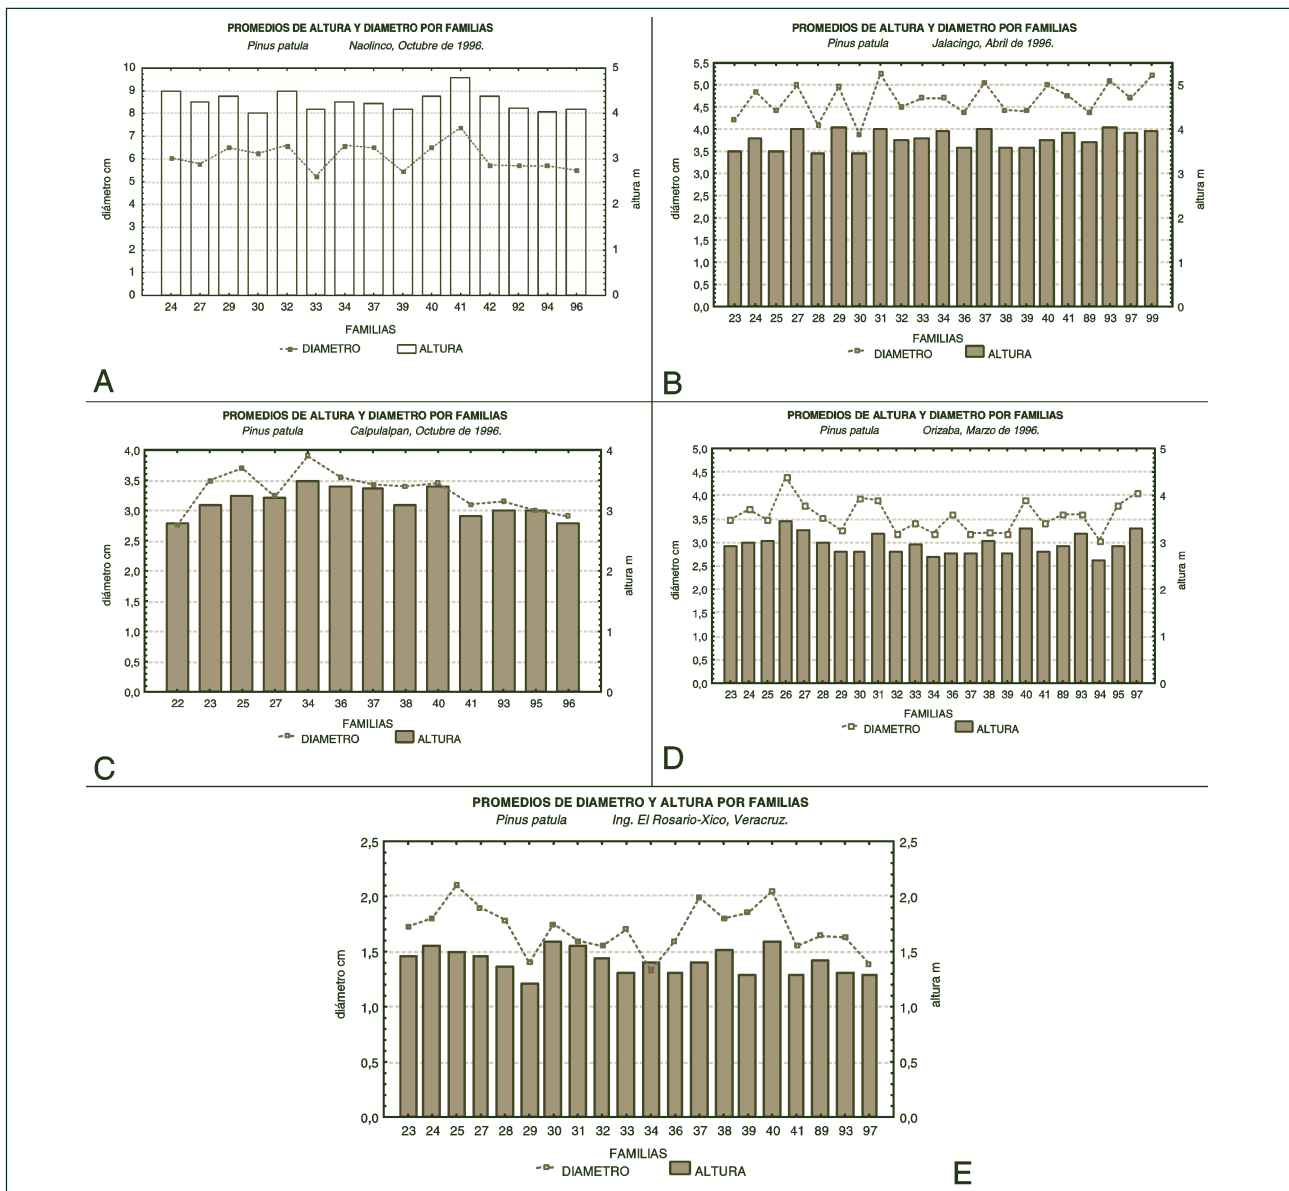 PROMEDIOS DE ALTURA Y DIAMETRO POR FAMILIAS
Pinus patula Naolinco, Octubre de 1996.
10 9 8 7 6 5 4 3 2 1 0
diámetro cm
5 4 3 2 1 0
altura m
24 27 29 30 32 33 34 37 39 40 41 42 92 94 96
FAMILIAS
DIAMETRO ALTURA
A
PROMEDIOS DE ALTURA Y DIAMETRO POR FAMILIAS
Pinus patula Jalacingo, Abril de 1996.
5,5 5,0 4,5 4,0 3,5 3,0 2,5 2,0 1,5 1,0 0,5 0,0
diámetro cm
5 4 3 2 1 0
altura m
23 24 25 27 28 29 30 31 32 33 34 36 37 38 39 40 41 89 93 97 99
FAMILIAS
DIAMETRO ALTURA
B
PROMEDIOS DE ALTURA Y DIAMETRO POR FAMILIAS
Pinus patula Calpulalpan, Octubre de 1996.
4,0 3,5 3,0 2,5 2,0 1,5 1,0 0,5 0,0
diámetro cm
4 3 2 1 0
altura m
22 23 25 27 34 36 37 38 40 41 93 95 96
FAMILIAS
DIAMETRO ALTURA
C
PROMEDIOS DE ALTURA Y DIAMETRO POR FAMILIAS
Pinus patula Orizaba, Marzo de 1996.
5,0 4,5 4,0 3,5 3,0 2,5 2,0 1,5 1,0 0,5 0,0
diámetro cm
5 4 3 2 1 0
altura m
23 24 25 26 27 28 29 30 31 32 33 34 36 37 38 39 40 41 89 93 94 95 97
FAMILIAS
DIAMETRO ALTURA
D
PROMEDIOS DE DIAMETRO Y ALTURA POR FAMILIAS
Pinus patula Ing. El Rosario-Xico, Veracruz.
2,5 2,0 1,5 1,0 0,5 0,0
diámetro cm
2,5 2,0 1,5 1,0 0,5 0,0
altura m
23 24 25 27 28 29 30 31 32 33 34 36 37 38 39 40 41 89 93 97
FAMILIAS
DIAMETRO ALTURA
E